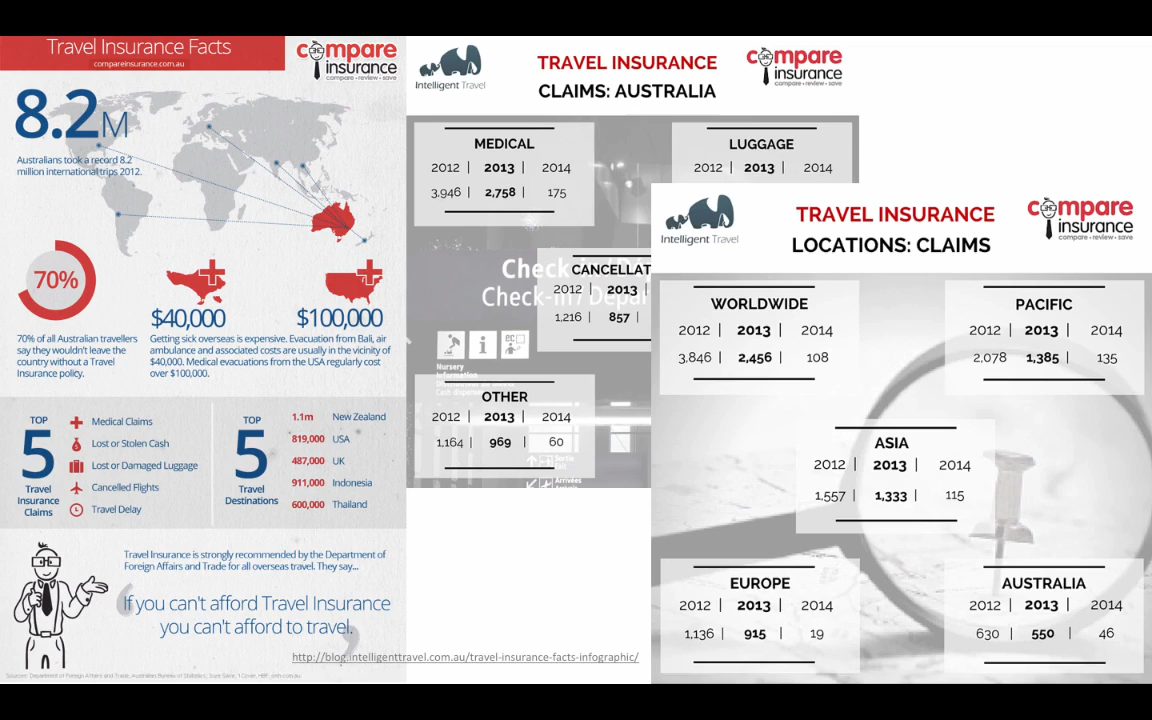 Travel Insurance Facts
compareinsurance.com.au
compare
insurance
compare • review • save
8.2M
Australians took a record 8.2
million international trips 2012.
70%
70% of all Australian travellers
say they wouldn't leave the
country without a Travel
Insurance policy.
$40,000
$100,000
Getting sick overseas is expensive. Evacuation from Bali, air
ambulance and associated costs are usually in the vicinity of
$40,000. Medical evacuations from the USA regularly cost
over $100,000.
TOP
5
Travel
Insurance
Claims
Medical Claims
Lost or Stolen Cash
Lost or Damaged Luggage
Cancelled Flights
Travel Delay
TOP
5
Travel
Destinations
1.1m New Zealand
819,000 USA
487,000 UK
911,000 Indonesia
600,000 Thailand
Travel Insurance is strongly recommended by the Department of
Foreign Affairs and Trade for all overseas travel. They say...
If you can't afford Travel Insurance
you can't afford to travel.
http://blog.intelligenttravel.com.au/travel-insurance-facts-infographic/
Intelligent Travel
TRAVEL INSURANCE
CLAIMS: AUSTRALIA
compare
insurance
compare • review • save
MEDICAL
2012 | 2013 | 2014
3,946 | 2,758 | 175
LUGGAGE
2012 | 2013 | 2014
CANCELLAT
2012 | 2013 |
1,216 | 857 |
Check-in / Depar
Nursery
Information
OTHER
2012 | 2013 | 2014
1,164 | 969 | 60
Sortie
Arrivées
Intelligent Travel
TRAVEL INSURANCE
LOCATIONS: CLAIMS
compare
insurance
compare • review • save
WORLDWIDE
2012 | 2013 | 2014
3,846 | 2,456 | 108
PACIFIC
2012 | 2013 | 2014
2,078 | 1,385 | 135
ASIA
2012 | 2013 | 2014
1,557 | 1,333 | 115
EUROPE
2012 | 2013 | 2014
1,136 | 915 | 19
AUSTRALIA
2012 | 2013 | 2014
630 | 550 | 46